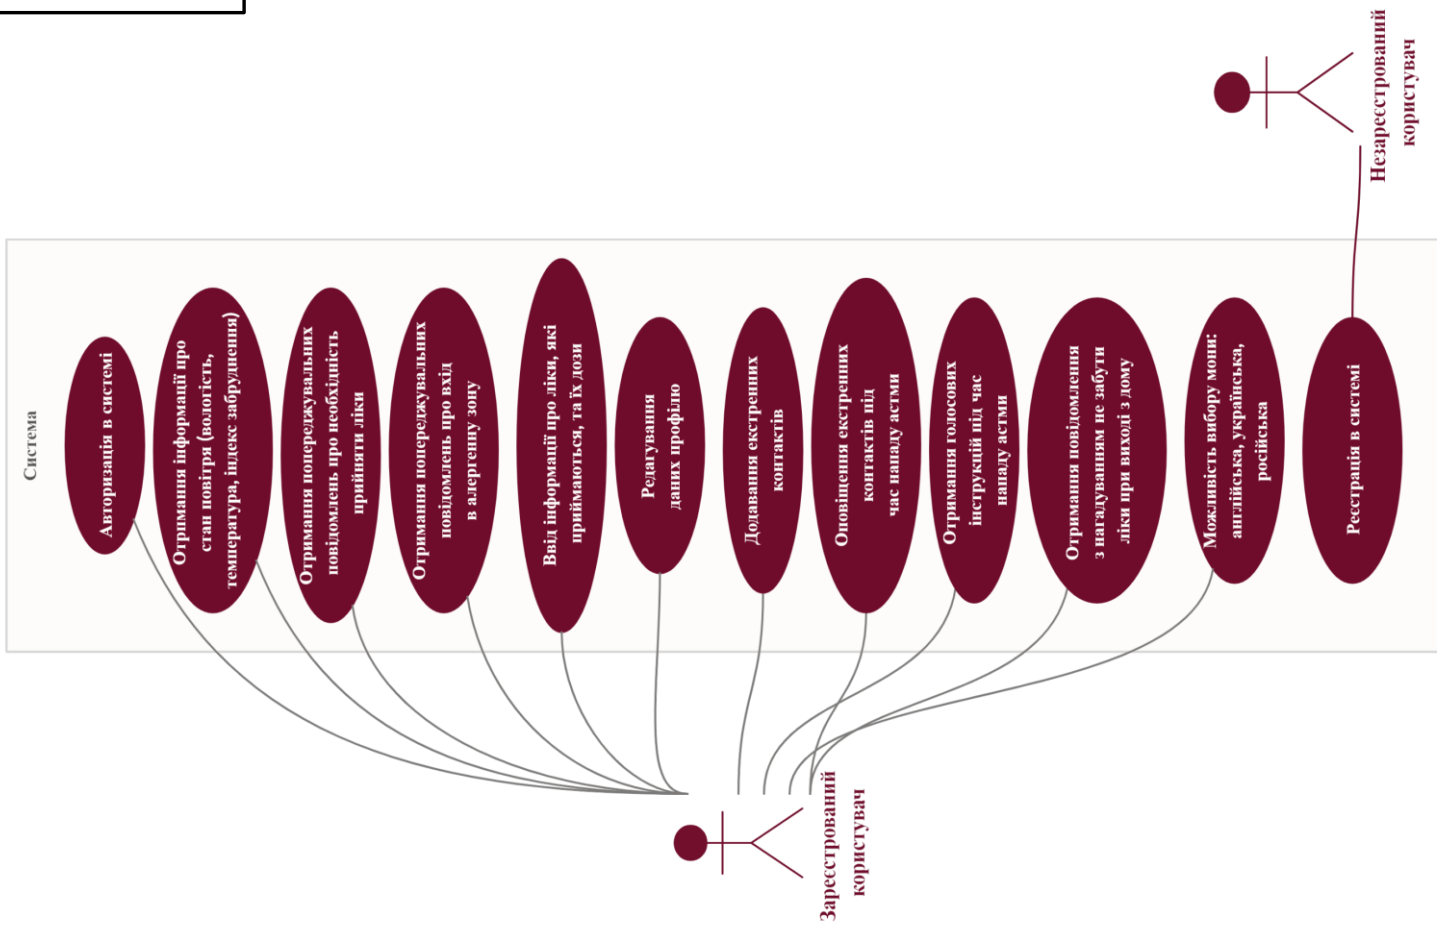 Система
Авторизація в системі
Отримання інформації про
стан повітря (вологість,
температура, індекс забруднення)
Отримання попереджувальних
повідомлень про необхідність
прийняти ліки
Отримання попереджувальних
повідомлень про вхід
в алергенну зону
Ввід інформації про ліки, які
приймаються, та їх дози
Редагування
даних профілю
Додавання екстренних
контактів
Оповіщення екстренних
контактів під
час нападу астми
Отримання голосових
інструкцій під час
нападу астми
Отримання повідомлення
з нагадуванням не забути
ліки при виході з дому
Можливість вибору мони:
англійська, українська,
російська
Реєстрація в системі
Зареєстрований
користувач
Незареєстрований
користувач